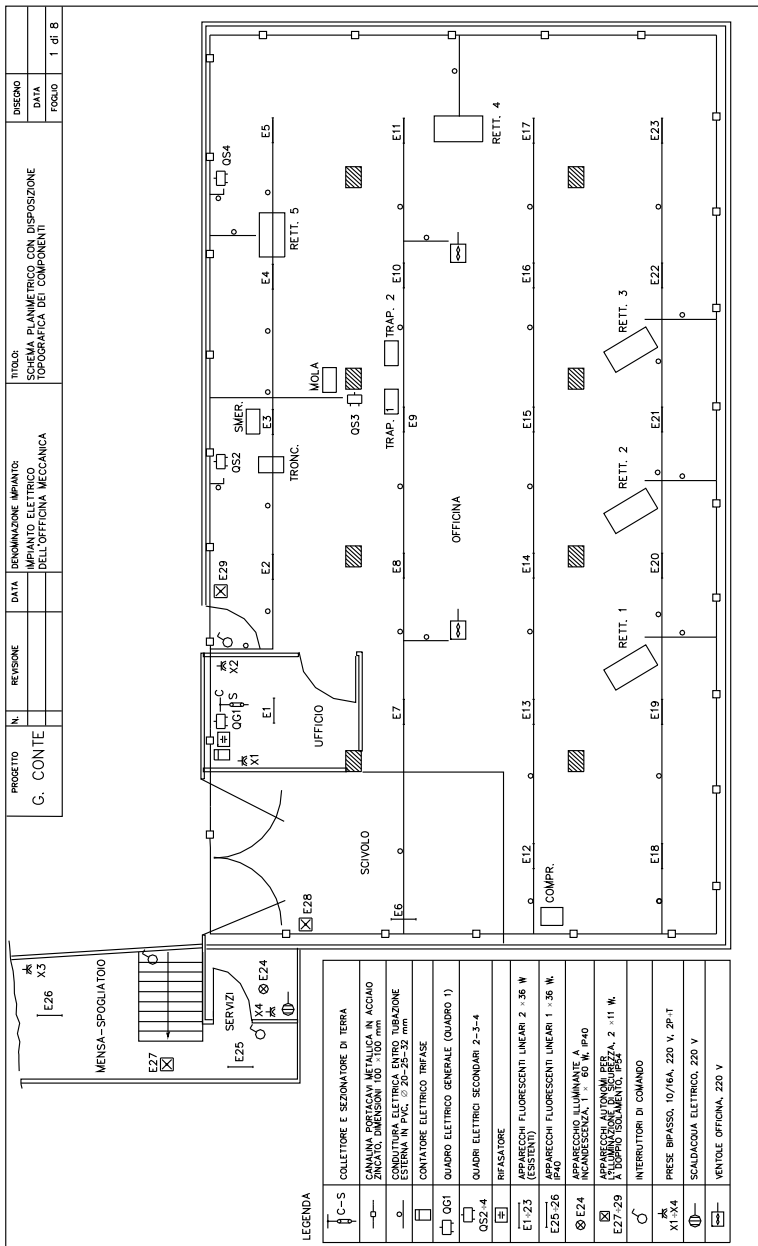 PROGETTO
G. CONTE
N.
REVISIONE
DATA
DENOMINAZIONE IMPIANTO:
IMPIANTO ELETTRICO
DELL'OFFFICINA MECCANICA
TITOLO:
SCHEMA PLANIMETRICO CON DISPOSIZIONE
TOPOGRAFICA DEI COMPONENTI
DISEGNO
DATA
FOGLIO
1 di 8
MENSA-SPOGLIATOIO
E26
X3
E27
SERVIZI
E25
X4
E24
E28
SCIVOLO
X1
QG1
C
S
E1
UFFICIO
X2
E29
QS2
SMER.
TRONC.
MOLA
QS3
TRAP. 1
TRAP. 2
RETT. 5
QS4
E2
E3
E4
E5
E6
E7
E8
E9
E10
E11
OFFICINA
RETT. 4
COMPR.
E12
E13
E14
E15
E16
E17
RETT. 1
RETT. 2
RETT. 3
E18
E19
E20
E21
E22
E23
LEGENDA
C-S
COLLETTORE E SEZIONATORE DI TERRA
CANALINA PORTACAVI METALLICA IN ACCIAIO
ZINCATO, DIMENSIONI 100 ×100 mm
CONDUTTURA ELETTRICA ENTRO TUBAZIONE
ESTERNA IN PVC, ∅ 20-25-32 mm
CONTATORE ELETTRICO TRIFASE
QG1
QUADRO ELETTRICO GENERALE (QUADRO 1)
QS2÷4
QUADRI ELETTRICI SECONDARI 2-3-4
RIFASATORE
E1÷23
APPARECCHI FLUORESCENTI LINEARI 2 ×36 W
(ESISTENTI)
E25÷26
APPARECCHI FLUORESCENTI LINEARI 1 ×36 W.
IP40
E24
APPARECCHIO ILLUMINANTE A
INCANDESCENZA, 1 × 60 W, IP40
E27÷29
APPARECCHI AUTONOMI PER
L?ILLUMINAZIONE DI SICUREZZA, 2 ×11 W.
A DOPPIO ISOLAMENTO, IP54
INTERRUTTORI DI COMANDO
X1÷X4
PRESE BIPASSO, 10/16A, 220 V, 2P+T
SCALDACQUA ELETTRICO, 220 V
VENTOLE OFFICINA, 220 V